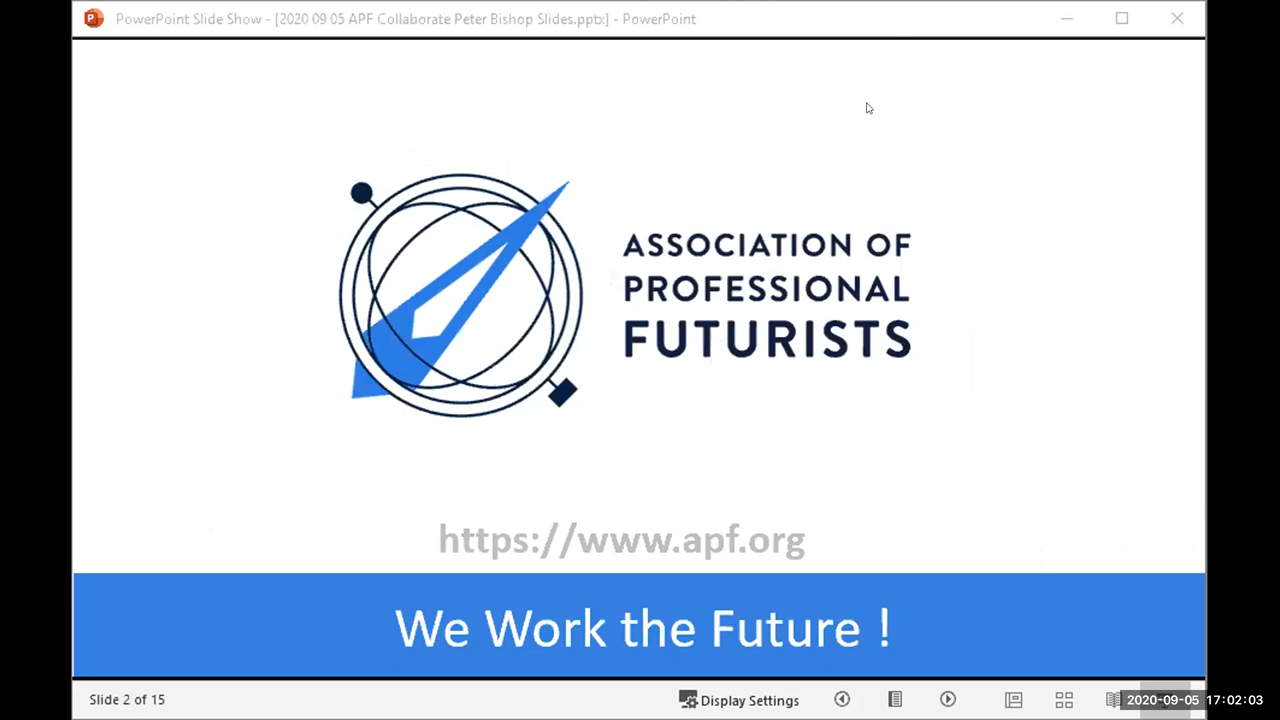 PowerPoint Slide Show - [2020 09 05 APF Collaborate Peter Bishop Slides.pptx] - PowerPoint
ASSOCIATION OF
PROFESSIONAL
FUTURISTS
https://www.apf.org
We Work the Future !
Slide 2 of 15
Display Settings
2020-09-05 17:02:03